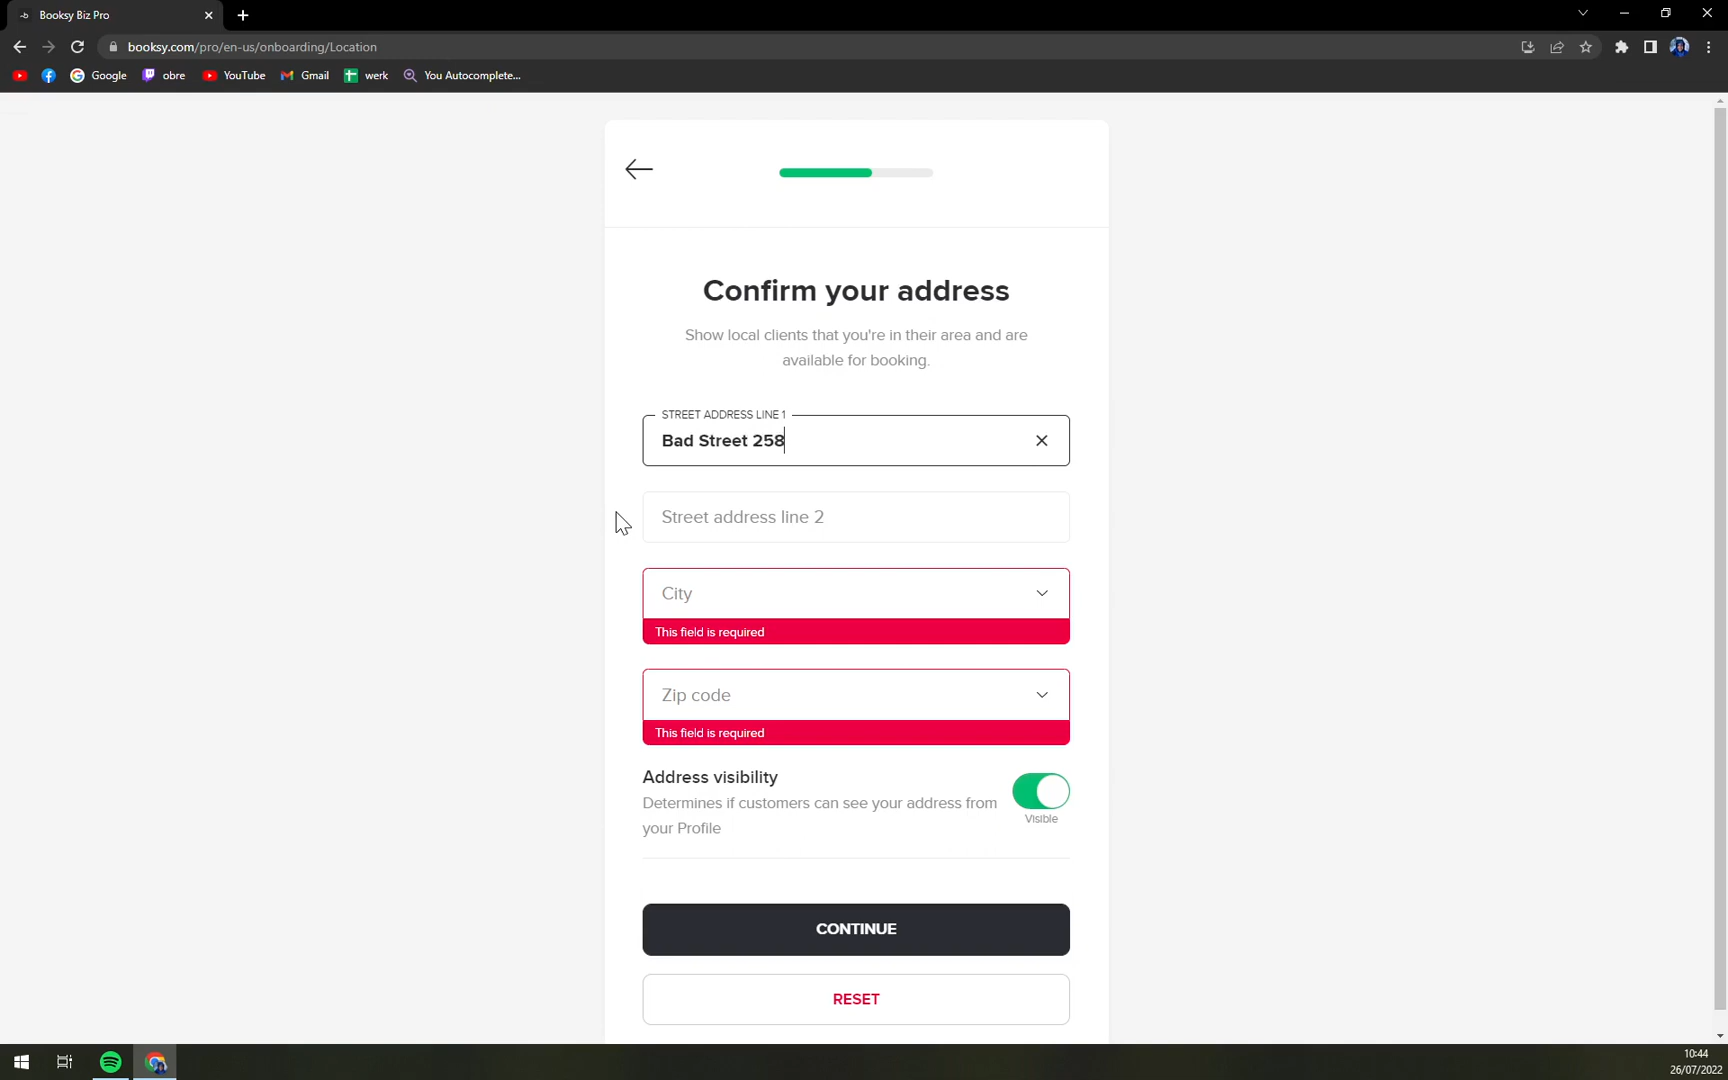 Booksy Biz Pro
booksy.com/pro/en-us/onboarding/Location
Google
obre
YouTube
Gmail
werk
You Autocomplete...
Confirm your address
Show local clients that you're in their area and are
available for booking.
STREET ADDRESS LINE 1
Bad Street 258
Street address line 2
City
This field is required
Zip code
This field is required
Address visibility
Determines if customers can see your address from
your Profile
Visible
CONTINUE
RESET
10:44
26/07/2022